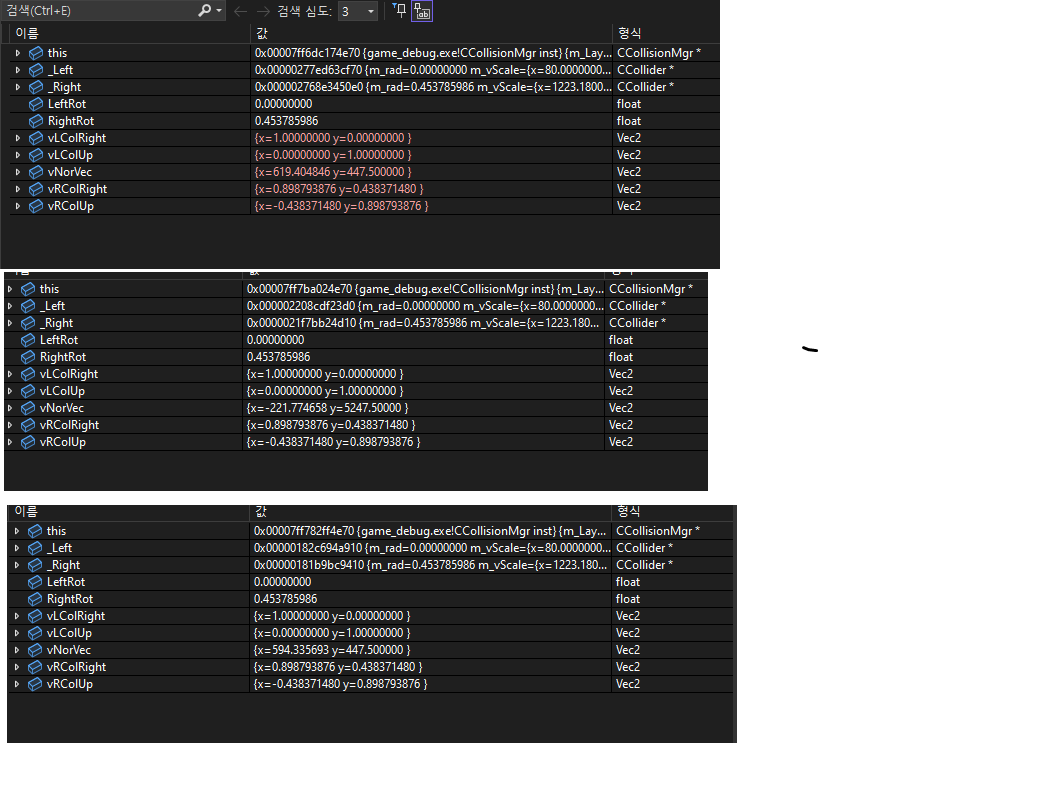 검색(Ctrl+E) 검색 심도: 3
이름 값 형식
this 0x00007ff6dc174e70 {game_debug.exe!CCollisionMgr inst} {m_Lay... CCollisionMgr *
_Left 0x00000277ed63cf70 {m_rad=0.00000000 m_vScale={x=80.0000000... CCollider *
_Right 0x000002768e3450e0 {m_rad=0.453785986 m_vScale={x=1223.1800... CCollider *
LeftRot 0.00000000 float
RightRot 0.453785986 float
vLColRight {x=1.00000000 y=0.00000000 } Vec2
vLColUp {x=0.00000000 y=1.00000000 } Vec2
vNorVec {x=619.404846 y=447.500000 } Vec2
vRColRight {x=0.898793876 y=0.438371480 } Vec2
vRColUp {x=-0.438371480 y=0.898793876 } Vec2
this 0x00007ff7ba024e70 {game_debug.exe!CCollisionMgr inst} {m_Lay... CCollisionMgr *
_Left 0x000002208cdf23d0 {m_rad=0.00000000 m_vScale={x=80.0000000... CCollider *
_Right 0x0000021f7bb24d10 {m_rad=0.453785986 m_vScale={x=1223.180... CCollider *
LeftRot 0.00000000 float
RightRot 0.453785986 float
vLColRight {x=1.00000000 y=0.00000000 } Vec2
vLColUp {x=0.00000000 y=1.00000000 } Vec2
vNorVec {x=-221.774658 y=5247.50000 } Vec2
vRColRight {x=0.898793876 y=0.438371480 } Vec2
vRColUp {x=-0.438371480 y=0.898793876 } Vec2
이름 값 형식
this 0x00007ff782ff4e70 {game_debug.exe!CCollisionMgr inst} {m_Lay... CCollisionMgr *
_Left 0x00000182c694a910 {m_rad=0.00000000 m_vScale={x=80.0000000... CCollider *
_Right 0x00000181b9bc9410 {m_rad=0.453785986 m_vScale={x=1223.180... CCollider *
LeftRot 0.00000000 float
RightRot 0.453785986 float
vLColRight {x=1.00000000 y=0.00000000 } Vec2
vLColUp {x=0.00000000 y=1.00000000 } Vec2
vNorVec {x=594.335693 y=447.500000 } Vec2
vRColRight {x=0.898793876 y=0.438371480 } Vec2
vRColUp {x=-0.438371480 y=0.898793876 } Vec2